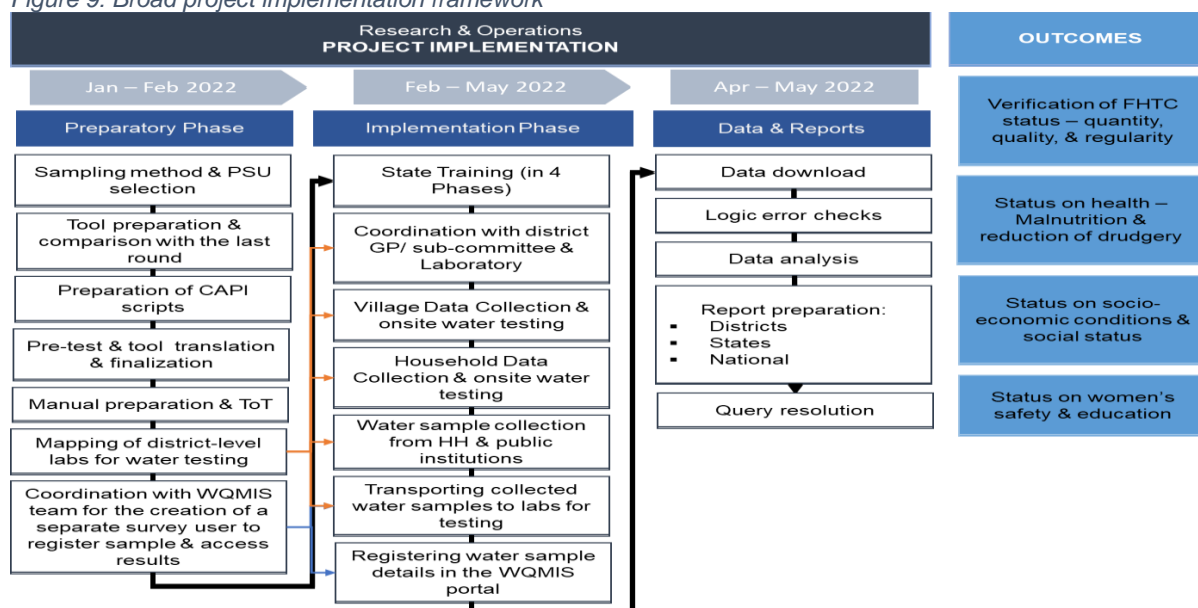 Figure 9: Broad project implementation framework
Research & Operations
PROJECT IMPLEMENTATION
Jan – Feb 2022
Feb – May 2022
Apr – May 2022
Preparatory Phase
Implementation Phase
Data & Reports
Sampling method & PSU
selection
Tool preparation &
comparison with the last
round
Preparation of CAPI
scripts
Pre-test & tool translation
& finalization
Manual preparation & ToT
Mapping of district-level
labs for water testing
Coordination with WQMIS
team for the creation of a
separate survey user to
register sample & access
results
State Training (in 4
Phases)
Coordination with district
GP/ sub-committee &
Laboratory
Village Data Collection &
onsite water testing
Household Data
Collection & onsite water
testing
Water sample collection
from HH & public
institutions
Transporting collected
water samples to labs for
testing
Registering water sample
details in the WQMIS
portal
Data download
Logic error checks
Data analysis
Report preparation:
▪ Districts
▪ States
▪ National
Query resolution
OUTCOMES
Verification of FHTC
status – quantity,
quality, & regularity
Status on health –
Malnutrition &
reduction of drudgery
Status on socio-
economic conditions &
social status
Status on women's
safety & education